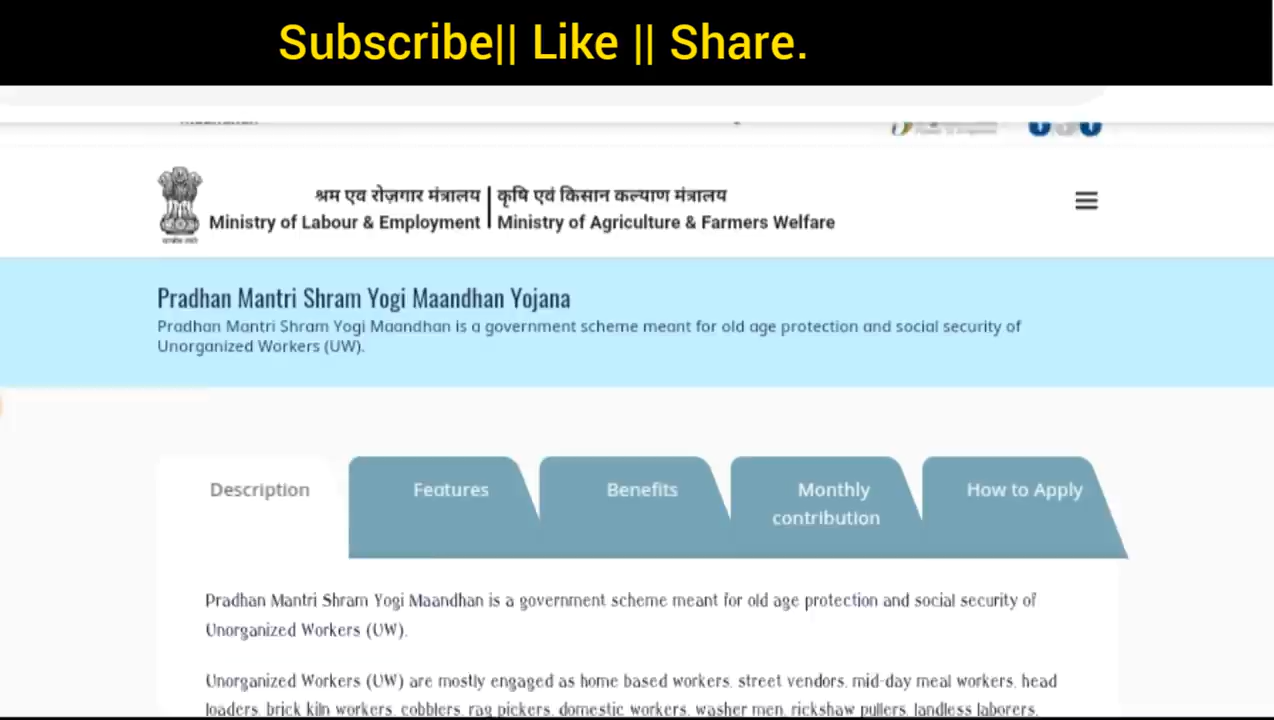 Subscribe|| Like || Share.
श्रम एव रोज़गार मंत्रालय | कृषि एवं किसान कल्याण मंत्रालय
Ministry of Labour & Employment | Ministry of Agriculture & Farmers Welfare
Pradhan Mantri Shram Yogi Maandhan Yojana
Pradhan Mantri Shram Yogi Maandhan is a government scheme meant for old age protection and social security of
Unorganized Workers (UW).
Description
Features
Benefits
Monthly
contribution
How to Apply
Pradhan Mantri Shram Yogi Maandhan is a government scheme meant for old age protection and social security of
Unorganized Workers (UW).
Unorganized Workers (UW) are mostly engaged as home based workers, street vendors, mid-day meal workers, head
loaders, brick kiln workers, cobblers, rag pickers, domestic workers, washer men, rickshaw pullers, landless laborers,